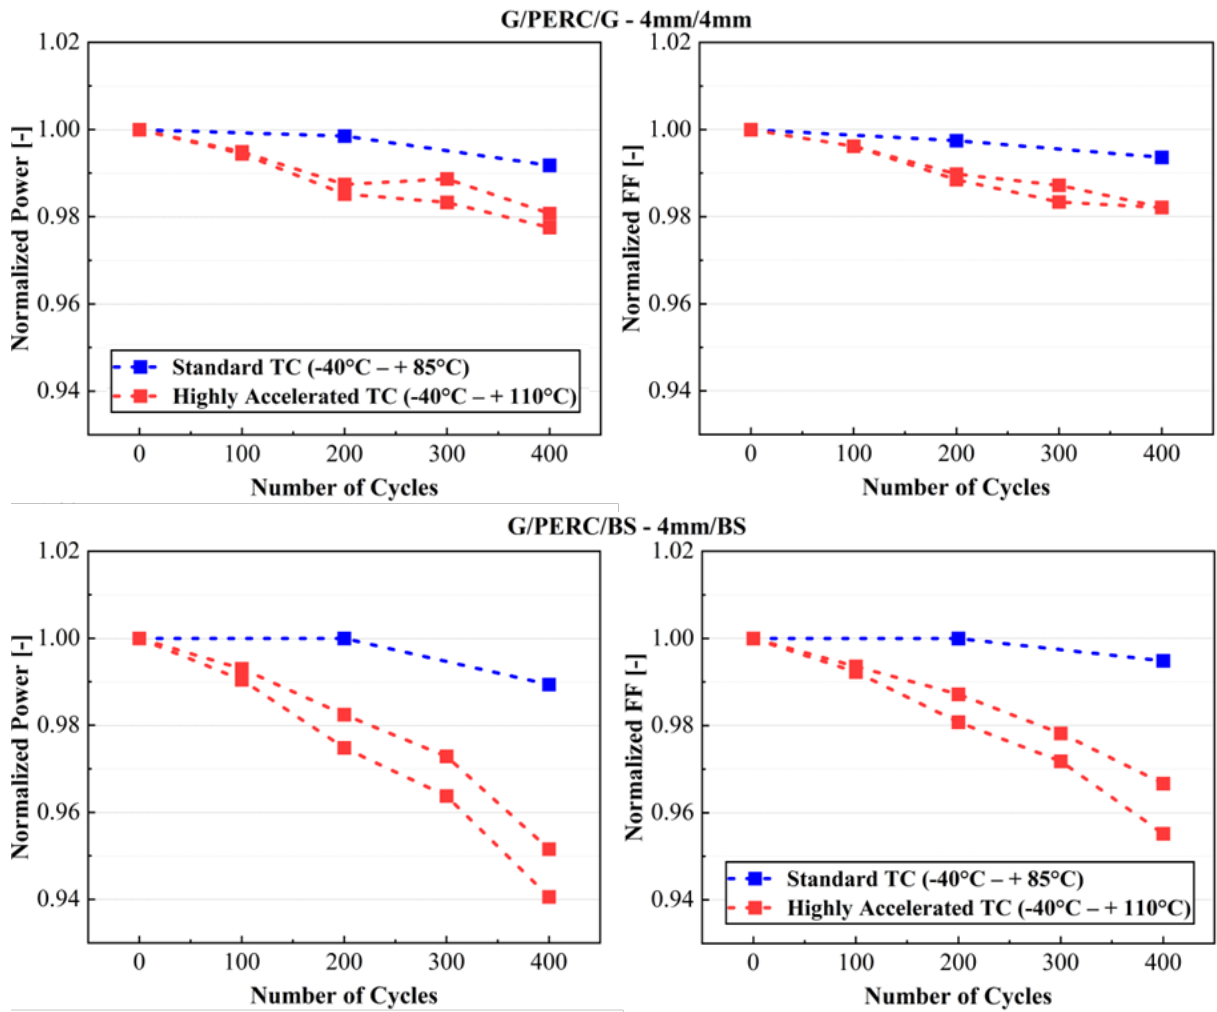 G/PERC/G - 4mm/4mm
1.02
1.00
0.98
0.96
0.94
Normalized Power [-]
Standard TC (-40°C – + 85°C)
Highly Accelerated TC (-40°C – + 110°C)
0 100 200 300 400
Number of Cycles
1.02
1.00
0.98
0.96
0.94
Normalized FF [-]
0 100 200 300 400
Number of Cycles
G/PERC/BS - 4mm/BS
1.02
1.00
0.98
0.96
0.94
Normalized Power [-]
0 100 200 300 400
Number of Cycles
1.02
1.00
0.98
0.96
0.94
Normalized FF [-]
Standard TC (-40°C – + 85°C)
Highly Accelerated TC (-40°C – + 110°C)
0 100 200 300 400
Number of Cycles